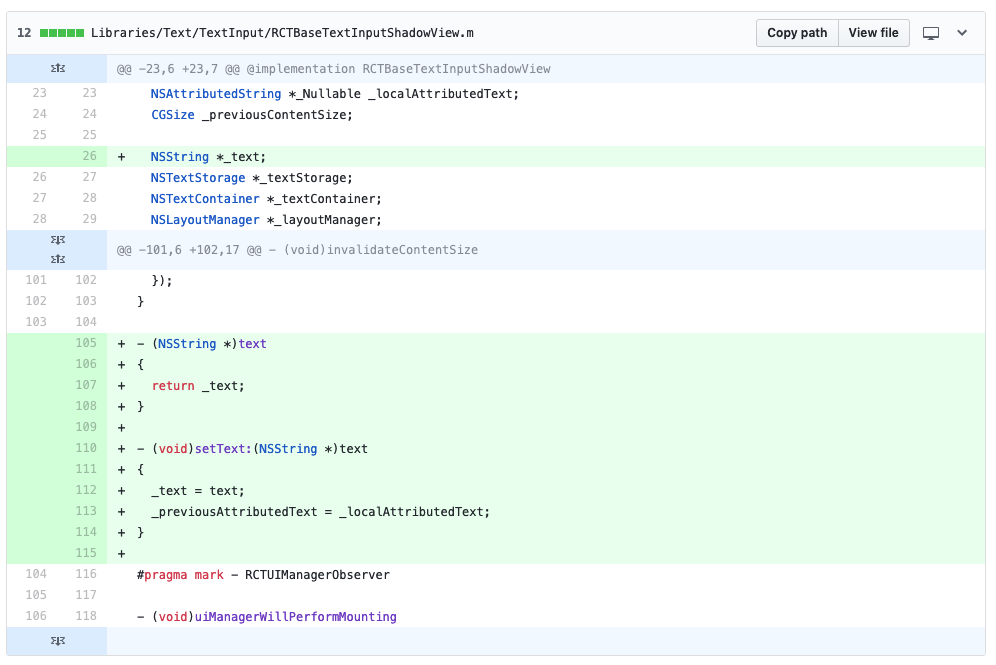 12 Libraries/Text/TextInput/RCTBaseTextInputShadowView.m Copy path View file
@@ -23,6 +23,7 @@ @implementation RCTBaseTextInputShadowView
23 23 NSAttributedString *_Nullable _localAttributedText;
24 24 CGSize _previousContentSize;
25 25
26 + NSString *_text;
26 27 NSTextStorage *_textStorage;
27 28 NSTextContainer *_textContainer;
28 29 NSLayoutManager *_layoutManager;
@@ -101,6 +102,17 @@ - (void)invalidateContentSize
101 102 });
102 103 }
103 104
105 + - (NSString *)text
106 + {
107 + return _text;
108 + }
109 +
110 + - (void)setText:(NSString *)text
111 + {
112 + _text = text;
113 + _previousAttributedText = _localAttributedText;
114 + }
115 +
104 116 #pragma mark - RCTUIManagerObserver
105 117
106 118 - (void)uiManagerWillPerformMounting